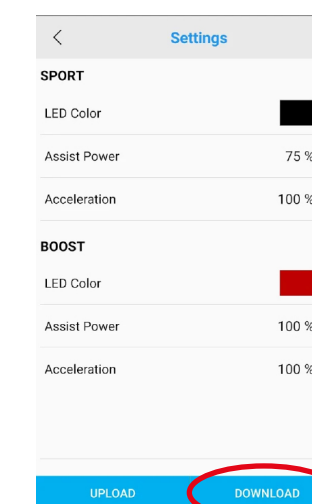 Settings
SPORT
LED Color
Assist Power 75 %
Acceleration 100 %
BOOST
LED Color
Assist Power 100 %
Acceleration 100 %
UPLOAD DOWNLOAD